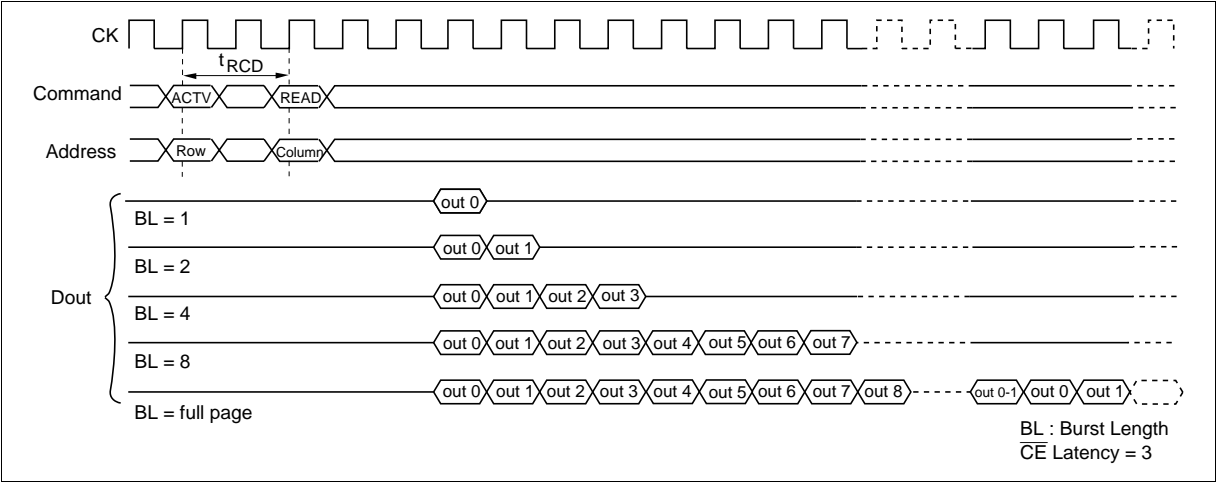 CK
tRCD
Command ACTV READ
Address Row Column
Dout
out 0
BL = 1
out 0 out 1
BL = 2
out 0 out 1 out 2 out 3
BL = 4
out 0 out 1 out 2 out 3 out 4 out 5 out 6 out 7
BL = 8
out 0 out 1 out 2 out 3 out 4 out 5 out 6 out 7 out 8 out 0-1 out 0 out 1
BL = full page
BL : Burst Length
CE Latency = 3